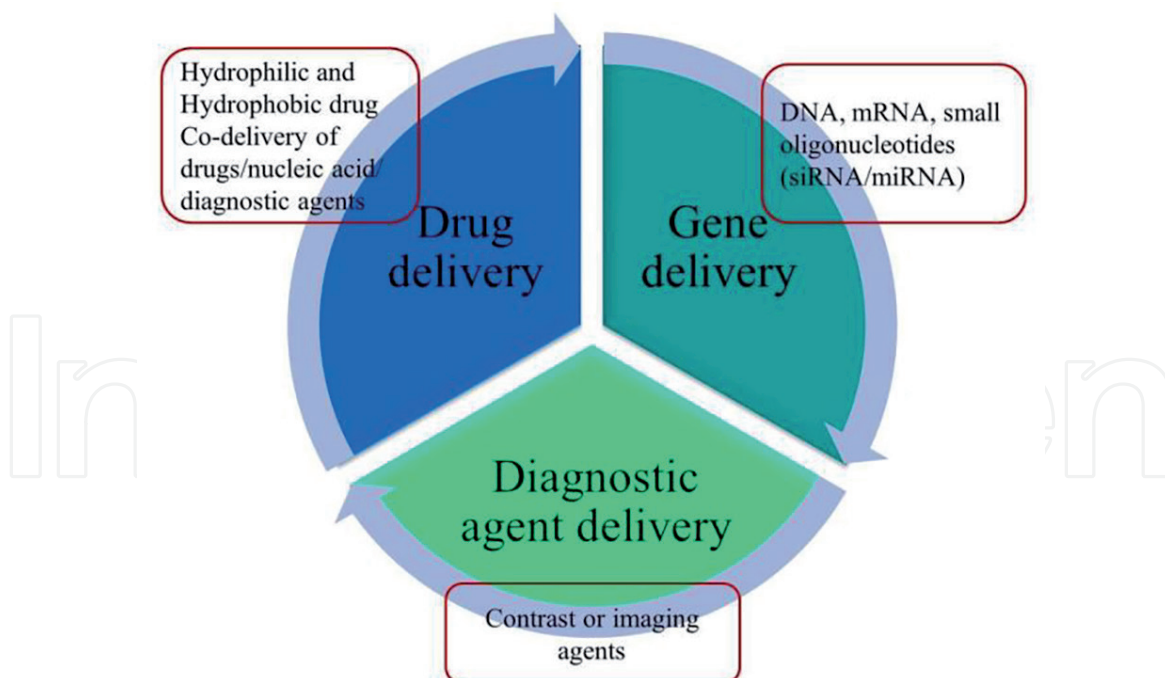 Hydrophilic and
Hydrophobic drug
Co-delivery of
drugs/nucleic acid/
diagnostic agents
DNA, mRNA, small
oligonucleotides
(siRNA/miRNA)
Drug
delivery
Gene
delivery
Diagnostic
agent delivery
Contrast or imaging
agents